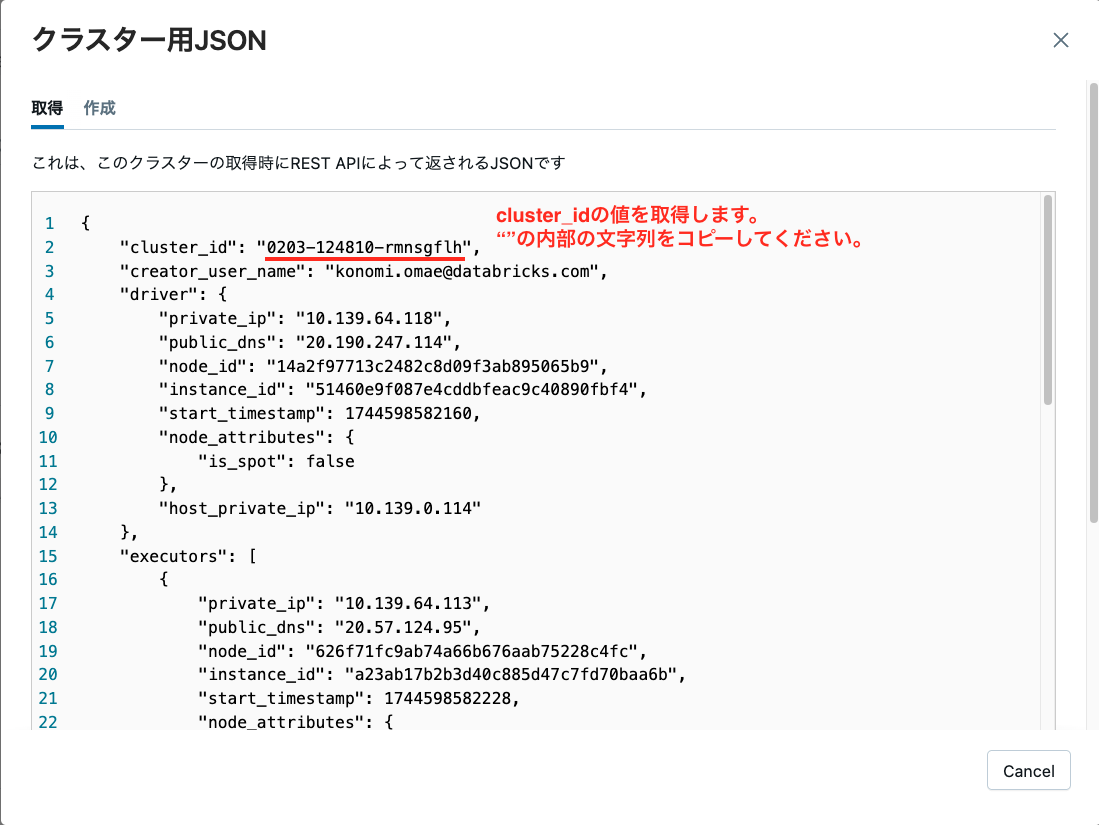 クラスター用JSON
取得 作成
これは、このクラスターの取得時にREST APIによって返されるJSONです
cluster_idの値を取得します。
“”の内部の文字列をコピーしてください。
1 {
2 "cluster_id": "0203-124810-rmnsgflh",
3 "creator_user_name": "konomi.omae@databricks.com",
4 "driver": {
5 "private_ip": "10.139.64.118",
6 "public_dns": "20.190.247.114",
7 "node_id": "14a2f97713c2482c8d09f3ab895065b9",
8 "instance_id": "51460e9f087e4cddbfeac9c40890fbf4",
9 "start_timestamp": 1744598582160,
10 "node_attributes": {
11 "is_spot": false
12 },
13 "host_private_ip": "10.139.0.114"
14 },
15 "executors": [
16 {
17 "private_ip": "10.139.64.113",
18 "public_dns": "20.57.124.95",
19 "node_id": "626f71fc9ab74a66b676aab75228c4fc",
20 "instance_id": "a23ab17b2b3d40c885d47c7fd70baa6b",
21 "start_timestamp": 1744598582228,
22 "node_attributes": {
Cancel